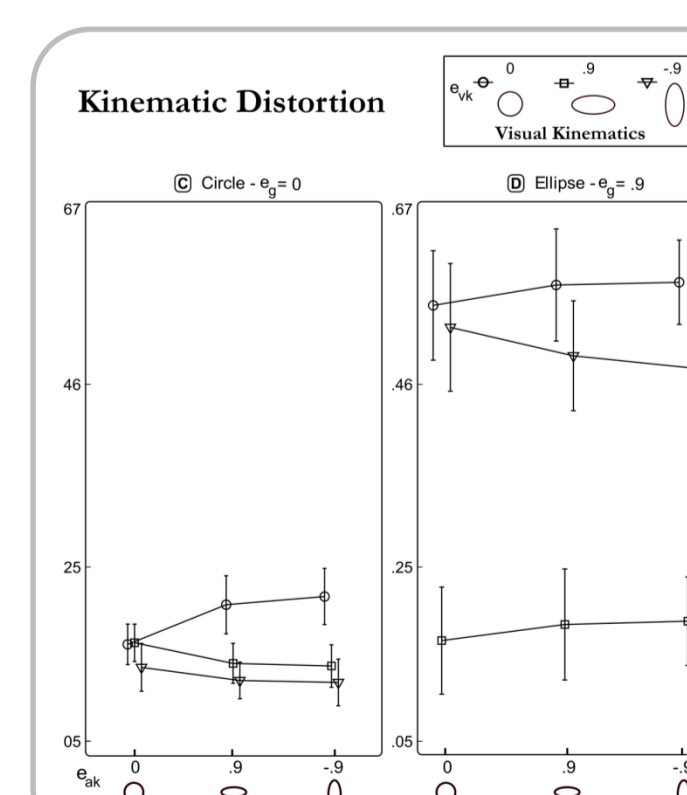 0 .9 -.9
Kinematic Distortion
e_vk
Visual Kinematics
C Circle - e_g= 0
D Ellipse - e_g= .9
67
.67
46
.46
25
.25
05
.05
e_ak 0 .9 -.9
0 .9 -.9